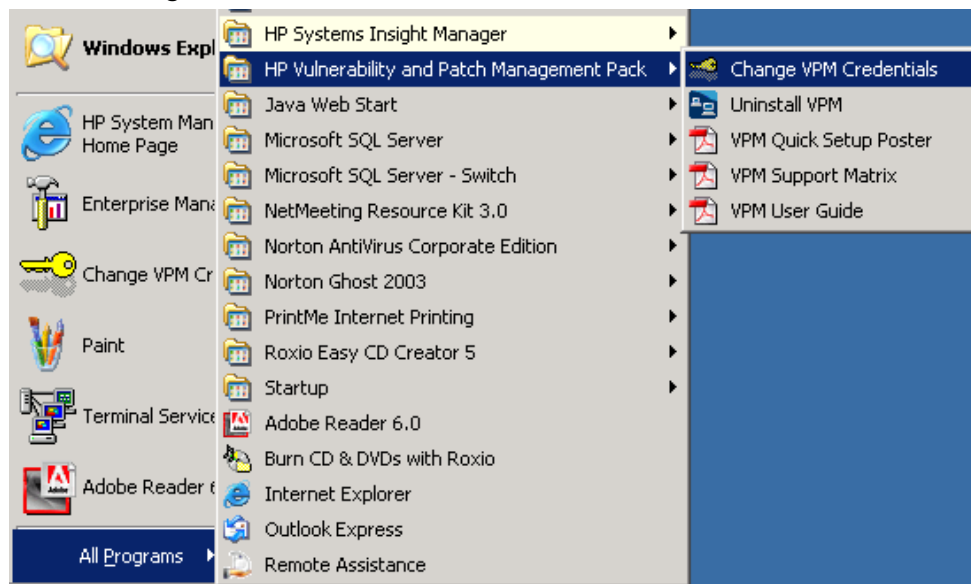 Windows Expl
HP System Man
Home Page
Enterprise Mana
Change VPM Cr
Paint
Terminal Service
Adobe Reader 6
All Programs
HP Systems Insight Manager
HP Vulnerability and Patch Management Pack
Java Web Start
Microsoft SQL Server
Microsoft SQL Server - Switch
NetMeeting Resource Kit 3.0
Norton AntiVirus Corporate Edition
Norton Ghost 2003
PrintMe Internet Printing
Roxio Easy CD Creator 5
Startup
Adobe Reader 6.0
Burn CD & DVDs with Roxio
Internet Explorer
Outlook Express
Remote Assistance
Change VPM Credentials
Uninstall VPM
VPM Quick Setup Poster
VPM Support Matrix
VPM User Guide